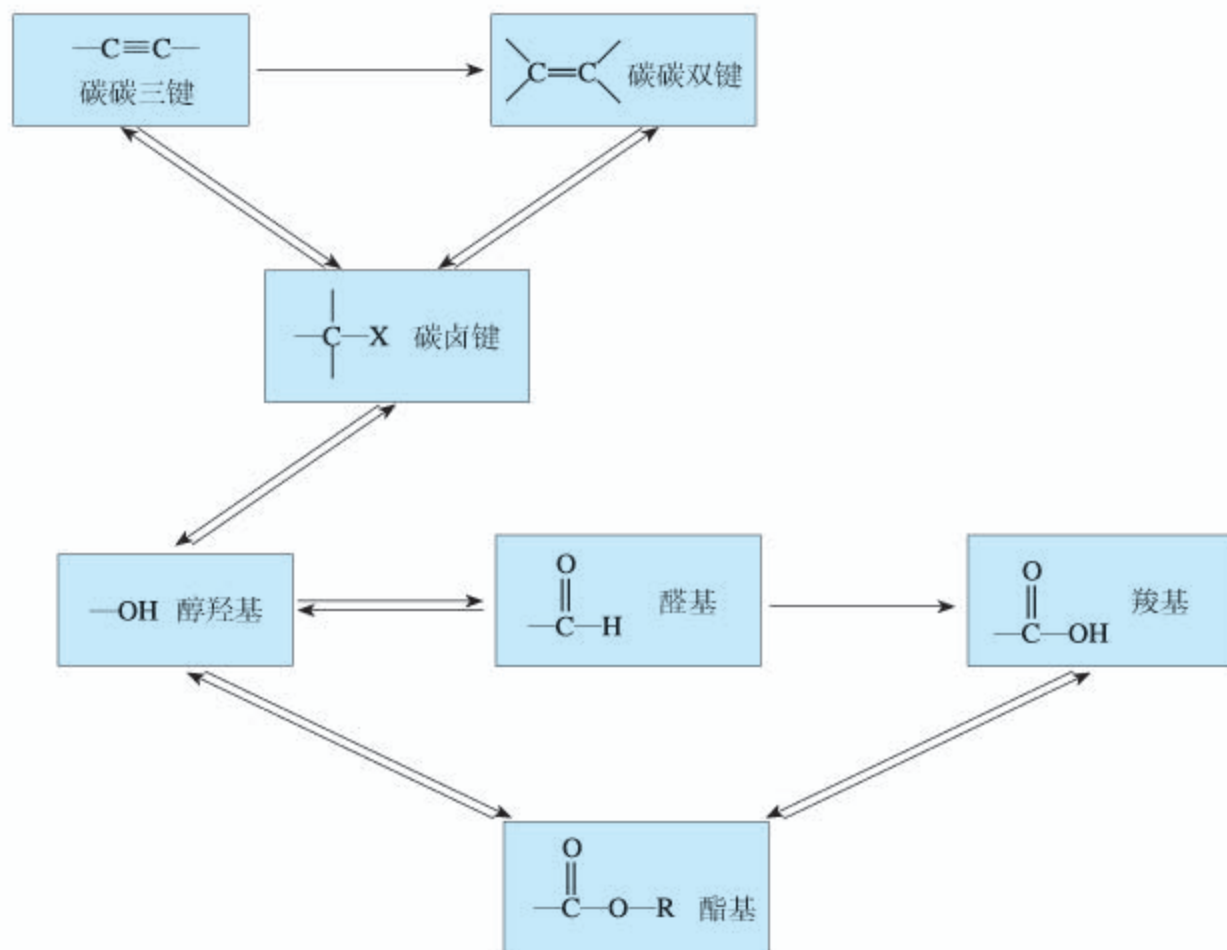 —C≡C—
碳碳三键
C=C 碳碳双键
—C—X 碳卤键
—OH 醇羟基
O
—C—H 醛基
O
—C—OH 羧基
O
—C—O—R 酯基